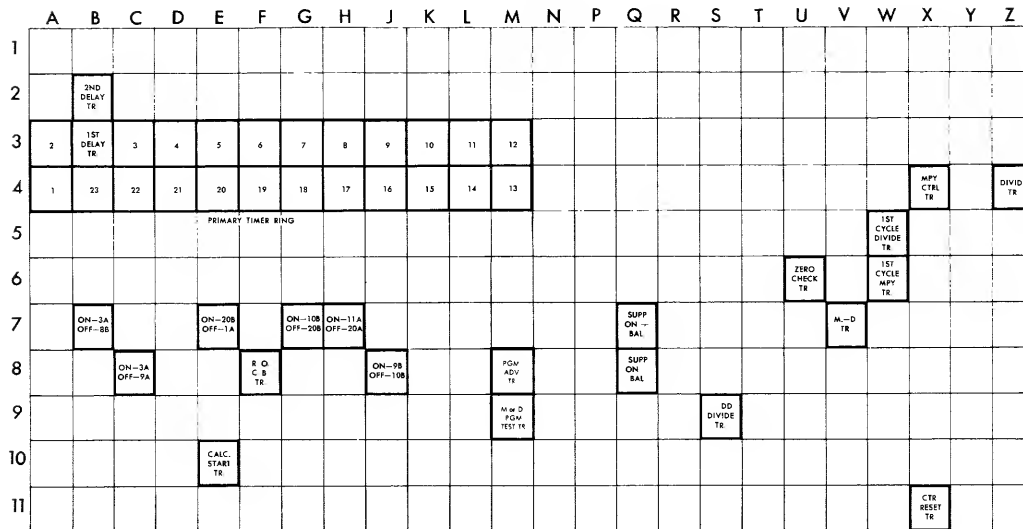 A B C D E F G H J K L M N P Q R S T U V W X Y Z
1
2
2ND
DELAY
TR
3
2
1ST
DELAY
TR
3 4 5 6 7 8 9 10 11 12
4
1 23 22 21 20 19 18 17 16 15 14 13
MPY
CTRL
TR
DIVID
TR
PRIMARY TIMER RING
5
1ST
CYCLE
DIVIDE
TR
6
ZERO
CHECK
TR
1ST
CYCLE
MPY
TR
7
ON–3A
OFF–8B
ON–20B
OFF–1A
ON–10B
OFF–20B
ON–11A
OFF–20A
SUPP
ON –
BAL
M.–D
TR
8
ON–3A
OFF–9A
R O.
C B
TR.
ON–9B
OFF–10B
PGM
ADV
TR
SUPP
ON
BAL
9
M or D
PGM
TEST TR
DD
DIVIDE
TR
10
CALC.
START
TR
11
CTR
RESET
TR